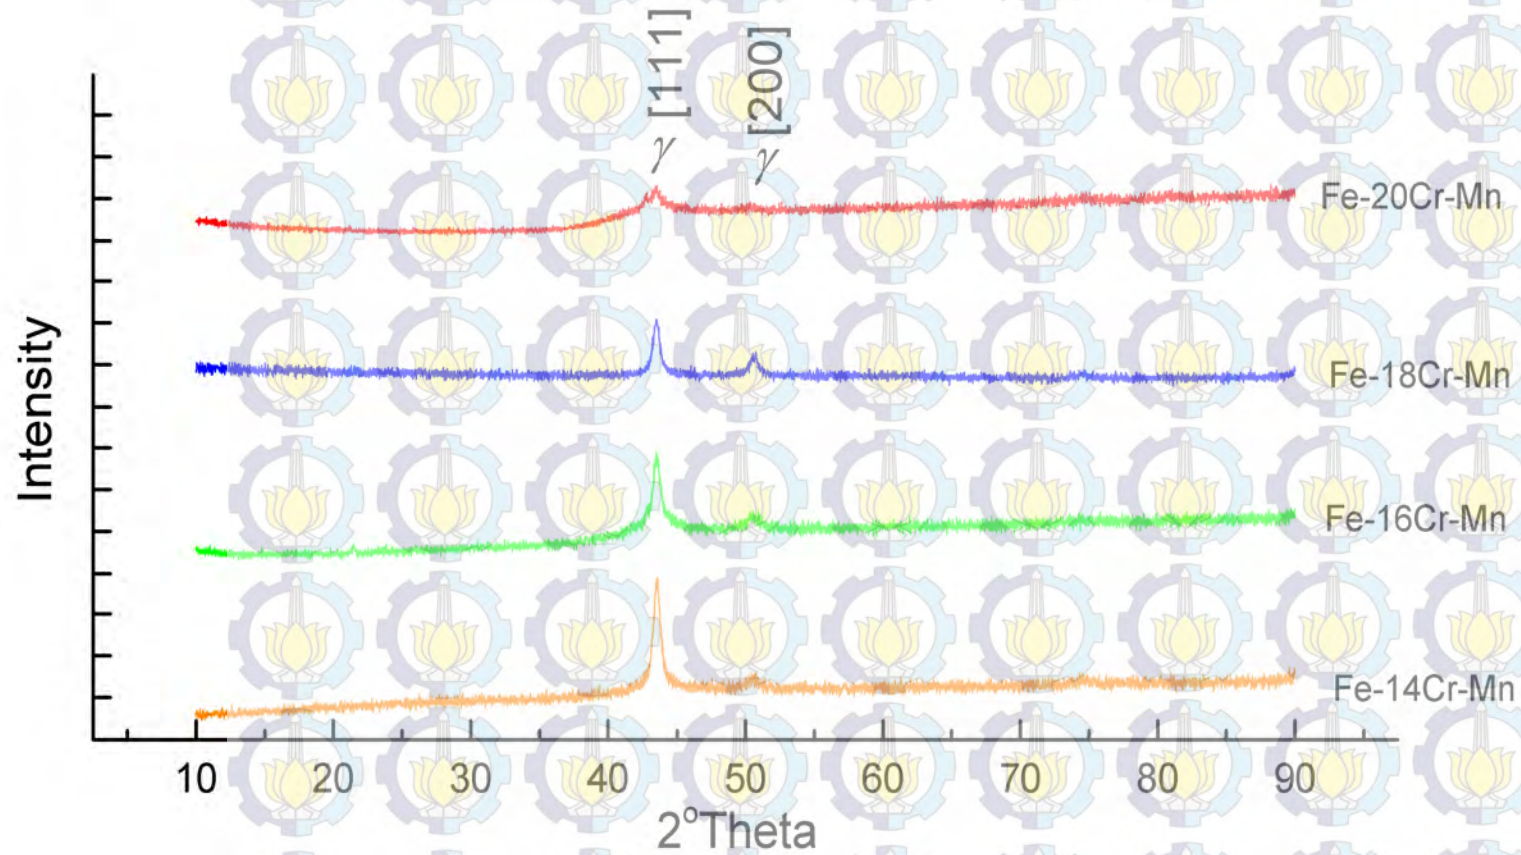 γ [111]
γ [200]
Fe-20Cr-Mn
Fe-18Cr-Mn
Fe-16Cr-Mn
Fe-14Cr-Mn
Intensity
10 20 30 40 50 60 70 80 90
2°Theta